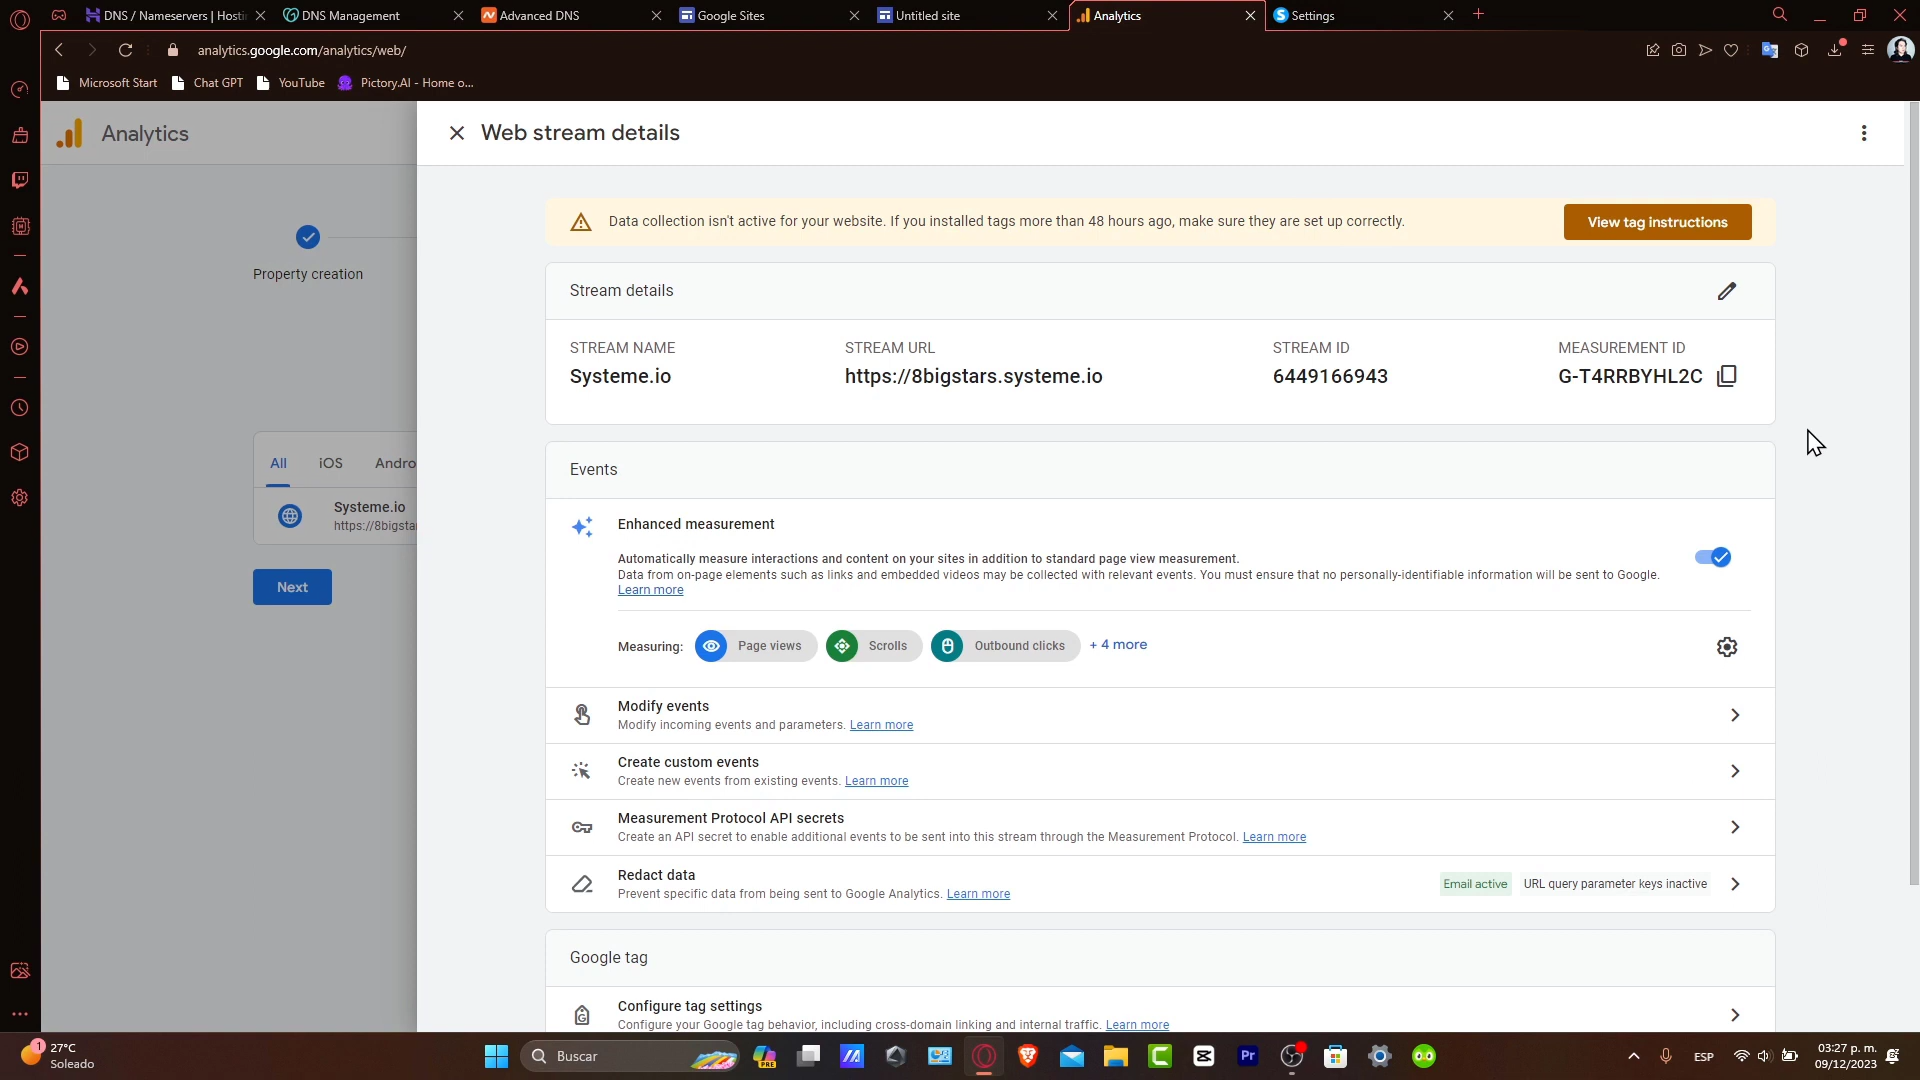 DNS / Nameservers | Hosti
DNS Management
Advanced DNS
Google Sites
Untitled site
Analytics
Settings
analytics.google.com/analytics/web/
Microsoft Start
Chat GPT
YouTube
Pictory.AI - Home o...
Analytics
Web stream details
Data collection isn't active for your website. If you installed tags more than 48 hours ago, make sure they are set up correctly.
View tag instructions
Property creation
Stream details
STREAM NAME
STREAM URL
STREAM ID
MEASUREMENT ID
Systeme.io
https://8bigstars.systeme.io
6449166943
G-T4RRBYHL2C
All
iOS
Andro
Systeme.io
https://8bigstar
Next
Events
Enhanced measurement
Automatically measure interactions and content on your sites in addition to standard page view measurement.
Data from on-page elements such as links and embedded videos may be collected with relevant events. You must ensure that no personally-identifiable information will be sent to Google.
Learn more
Measuring:
Page views
Scrolls
Outbound clicks
+ 4 more
Modify events
Modify incoming events and parameters. Learn more
Create custom events
Create new events from existing events. Learn more
Measurement Protocol API secrets
Create an API secret to enable additional events to be sent into this stream through the Measurement Protocol. Learn more
Redact data
Prevent specific data from being sent to Google Analytics. Learn more
Email active
URL query parameter keys inactive
Google tag
Configure tag settings
Configure your Google tag behavior, including cross-domain linking and internal traffic. Learn more
1
27°C
Soleado
Buscar
PRE
Pr
ESP
03:27 p. m.
09/12/2023